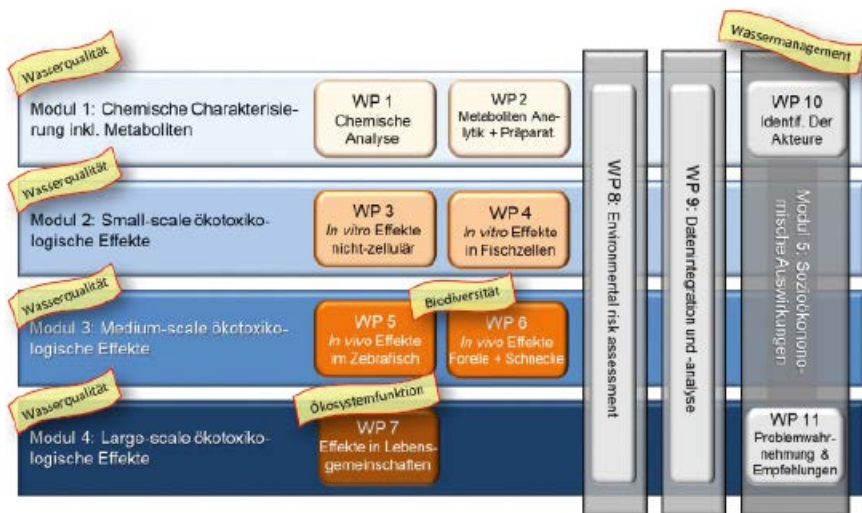 Wassermanagement
Wasserqualität
Modul 1: Chemische Charakterisie-
rung inkl. Metaboliten
WP 1
Chemische
Analyse
WP 2
Metaboliten Ana-
lytik + Präparat.
WP 10
Identif. Der
Akteure
Wasserqualität
Modul 2: Small-scale ökotoxiko-
logische Effekte
WP 3
In vitro Effekte
nicht-zellulär
WP 4
In vitro Effekte
in Fischzellen
Wasserqualität
Modul 3: Medium-scale ökotoxiko-
logische Effekte
Biodiversität
WP 5
In vivo Effekte
im Zebrafisch
WP 6
In vivo Effekte
Forelle + Schnecke
Wasserqualität
Modul 4: Large-scale ökotoxiko-
logische Effekte
Ökosystemfunktion
WP 7
Effekte in Lebens-
gemeinschaften
WP 8: Environmental risk assessment
WP 9: Datenintegration und -analyse
Modul 5: Sozioökonono-
mische Auswirkungen
WP 11
Problemwahr-
nehmung &
Empfehlungen